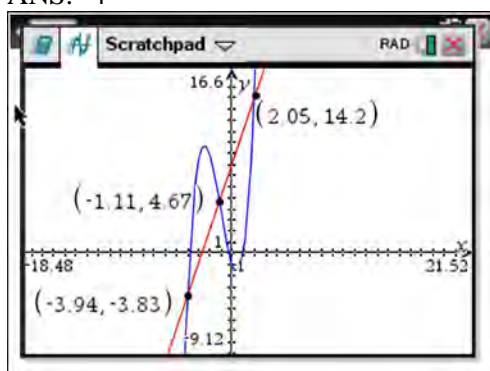 Scratchpad
RAD
16.6
y
(2.05, 14.2)
(-1.11, 4.67)
1
x
-18.48
1
21.52
(-3.94, -3.83)
-9.12